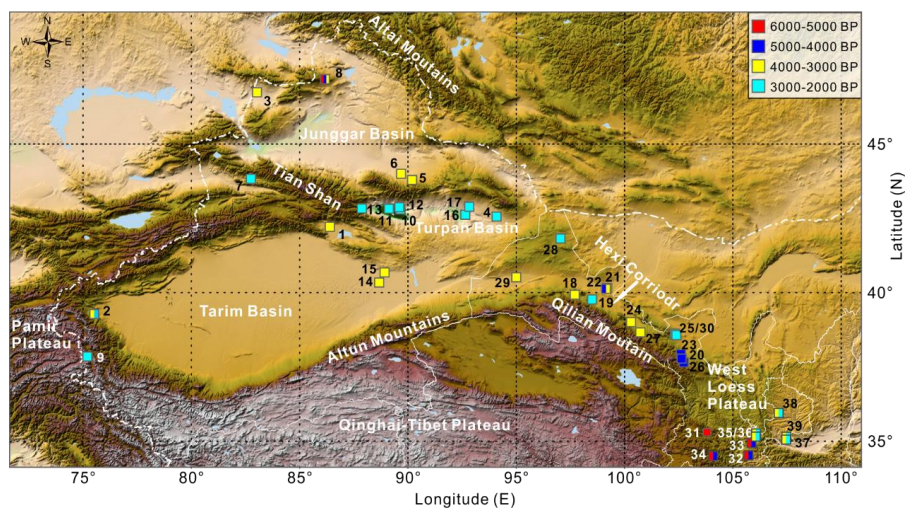 N
W E
S
Altai Moutains
6000-5000 BP
5000-4000 BP
4000-3000 BP
3000-2000 BP
8
3
Junggar Basin
45°
6
5
7
Tian Shan
13
11
12
10
17
16
4
Turpan Basin
1
28
Hexi Corriodr
15
14
29
18
22
21
19
40°
2
Tarim Basin
Pamir
Plateau
9
Altun Mountains
Qilian Moutain
24
27
25/30
23
20
26
West
Loess
Plateau
38
Qinghai-Tibet Plateau
31
35/36
39
37
33
34
32
35°
75°
80°
85°
90°
95°
100°
105°
110°
Longitude (E)
Latitude (N)